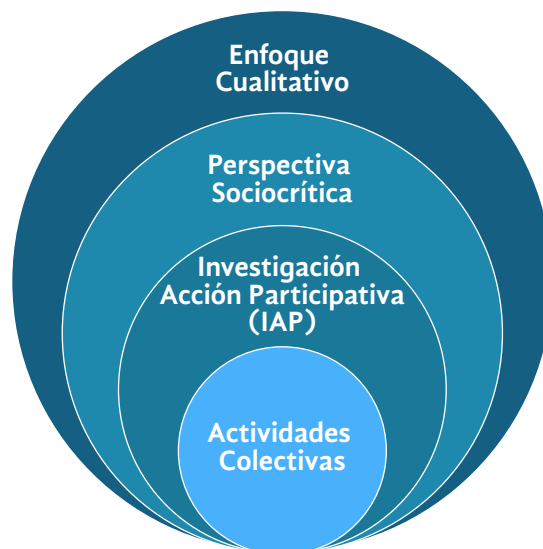 Enfoque
Cualitativo
Perspectiva
Sociocrítica
Investigación
Acción Participativa
(IAP)
Actividades
Colectivas